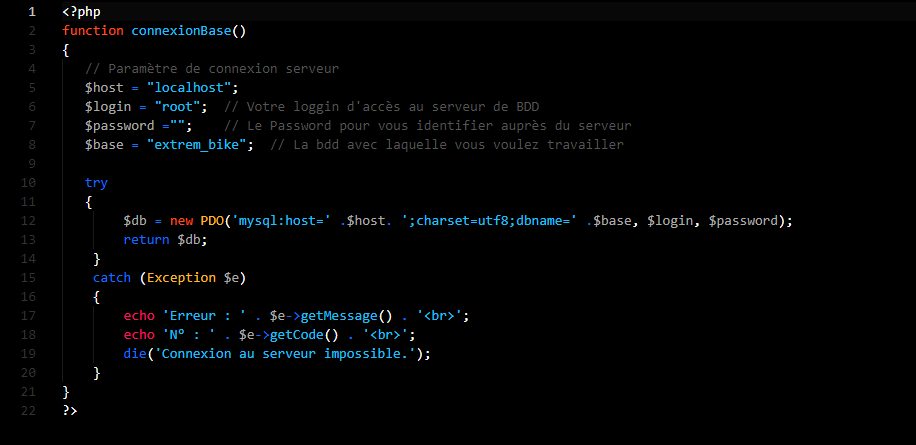 1 <?php
2 function connexionBase()
3 {
4 // Paramètre de connexion serveur
5 $host = "localhost";
6 $login = "root"; // Votre loggin d'accès au serveur de BDD
7 $password =""; // Le Password pour vous identifier auprès du serveur
8 $base = "extrem_bike"; // La bdd avec laquelle vous voulez travailler
9
10 try
11 {
12 $db = new PDO('mysql:host=' .$host. ';charset=utf8;dbname=' .$base, $login, $password);
13 return $db;
14 }
15 catch (Exception $e)
16 {
17 echo 'Erreur : ' . $e->getMessage() . '<br>';
18 echo 'N° : ' . $e->getCode() . '<br>';
19 die('Connexion au serveur impossible.');
20 }
21 }
22 ?>